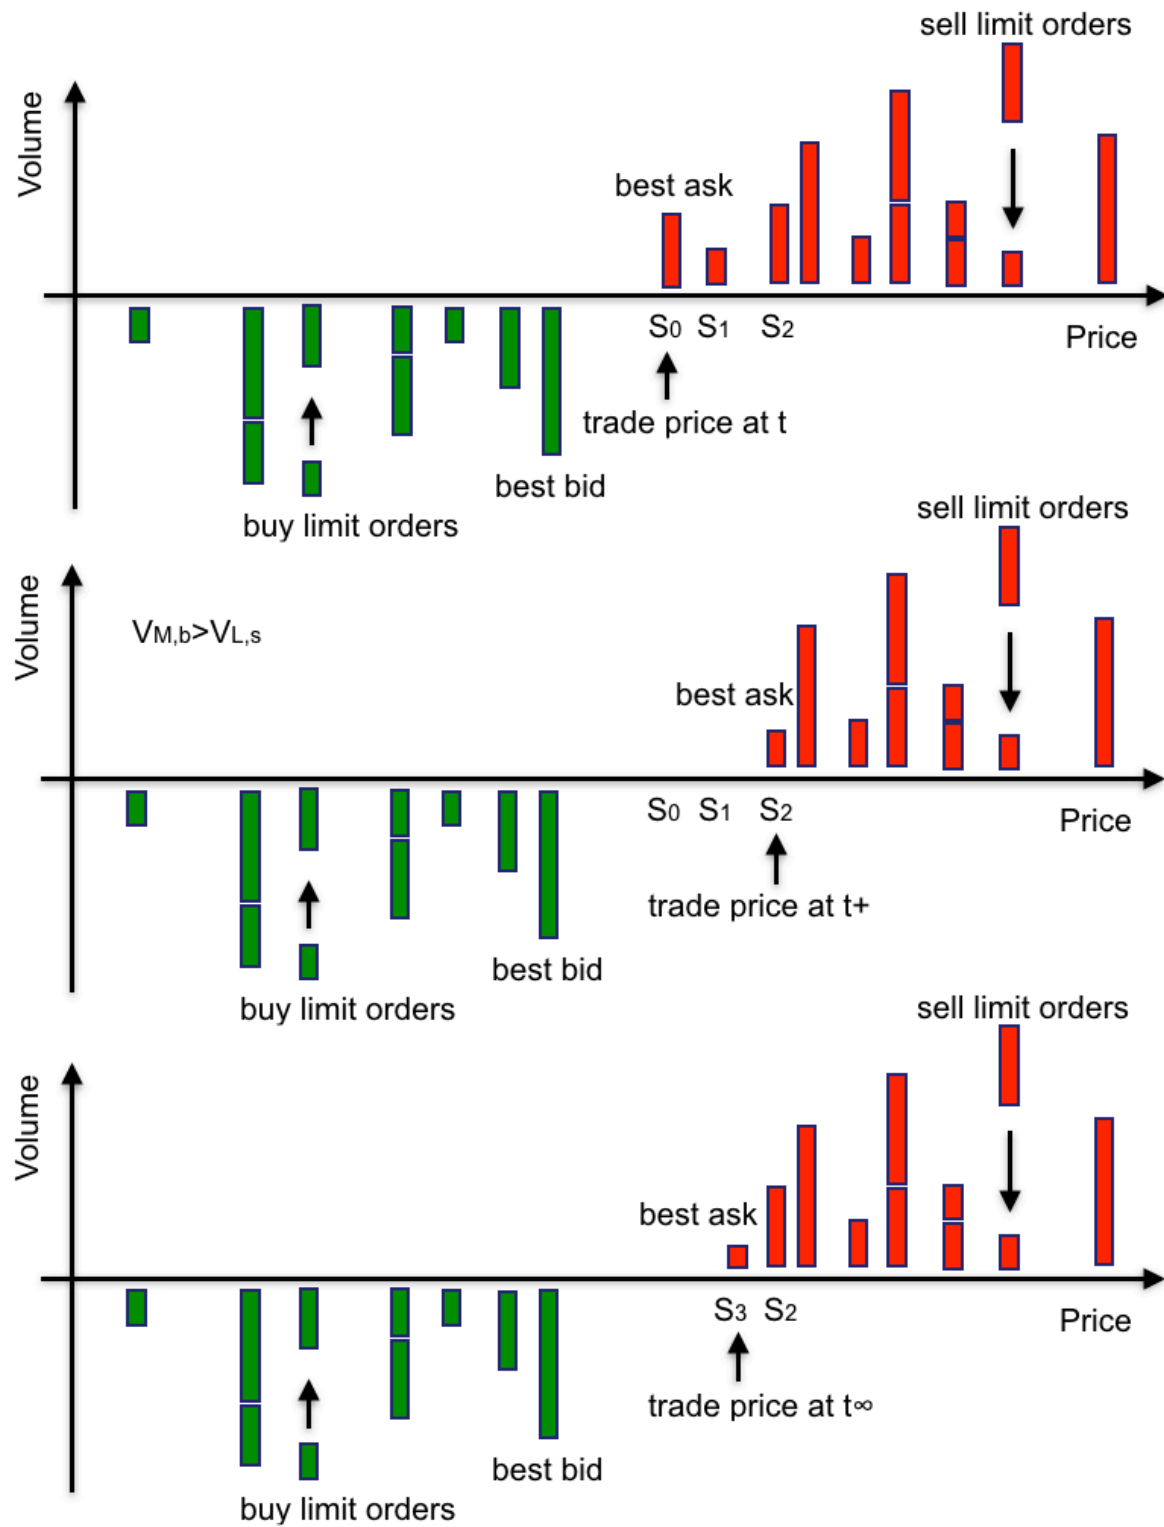 sell limit orders
Volume
best ask
S0 S1 S2
Price
trade price at t
best bid
buy limit orders
sell limit orders
Volume
VM,b>VL,s
best ask
S0 S1 S2
Price
trade price at t+
best bid
buy limit orders
sell limit orders
Volume
best ask
S3 S2
Price
trade price at t∞
best bid
buy limit orders